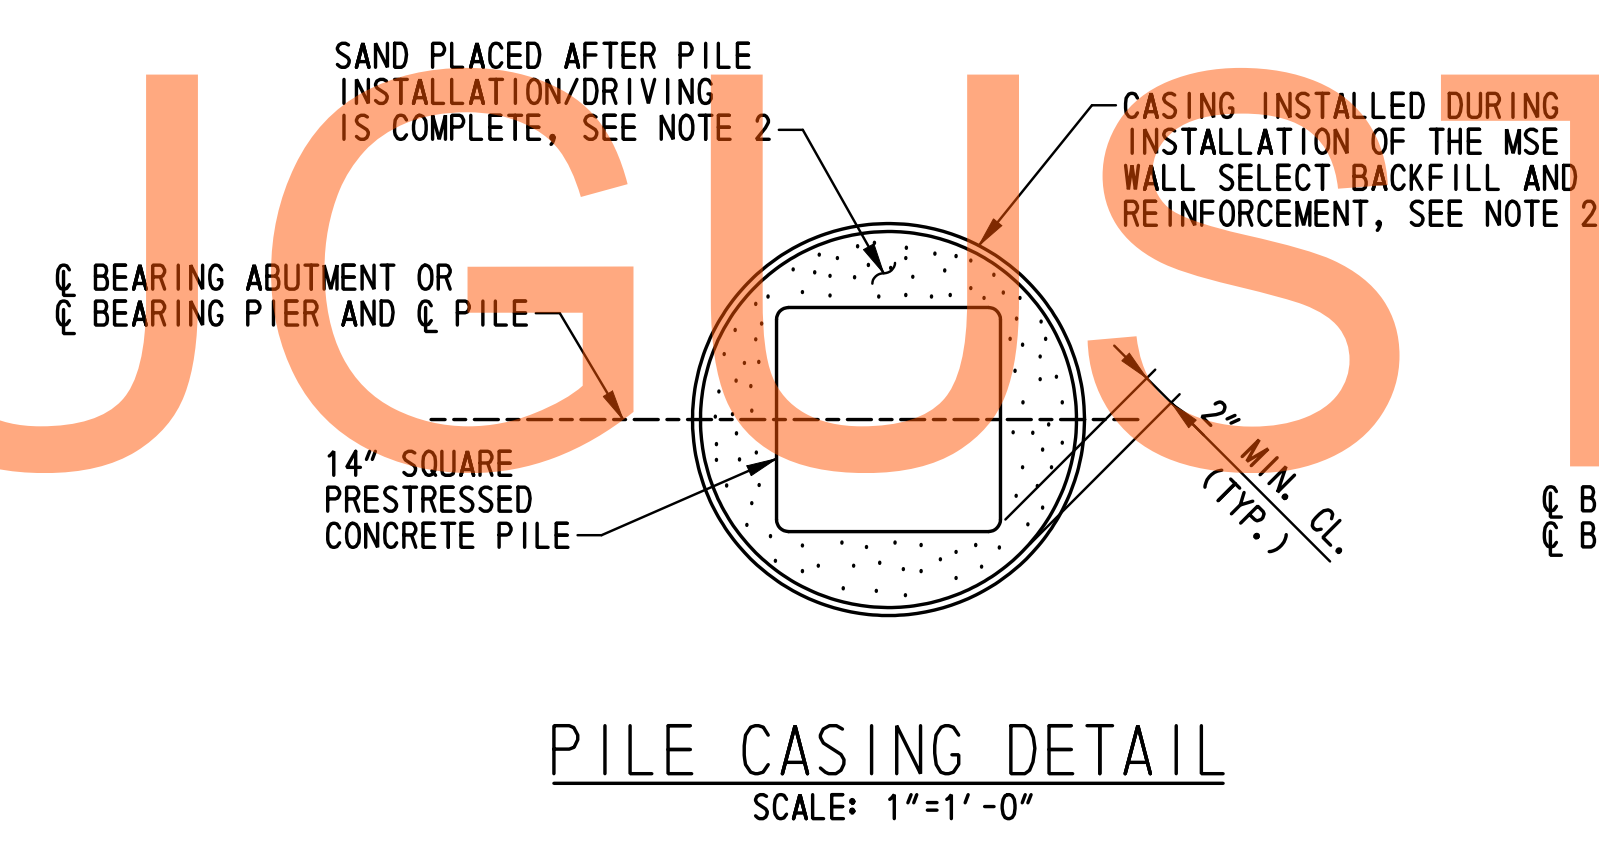 SAND PLACED AFTER PILE
INSTALLATION/DRIVING
IS COMPLETE, SEE NOTE 2
CASING INSTALLED DURING
INSTALLATION OF THE MSE
WALL SELECT BACKFILL AND
REINFORCEMENT, SEE NOTE 2
℄ BEARING ABUTMENT OR
℄ BEARING PIER AND ℄ PILE
14" SQUARE
PRESTRESSED
CONCRETE PILE
2" MIN. CL.
(TYP.)
℄ B
℄ B
PILE CASING DETAIL
SCALE: 1"=1'-0"
UGUST